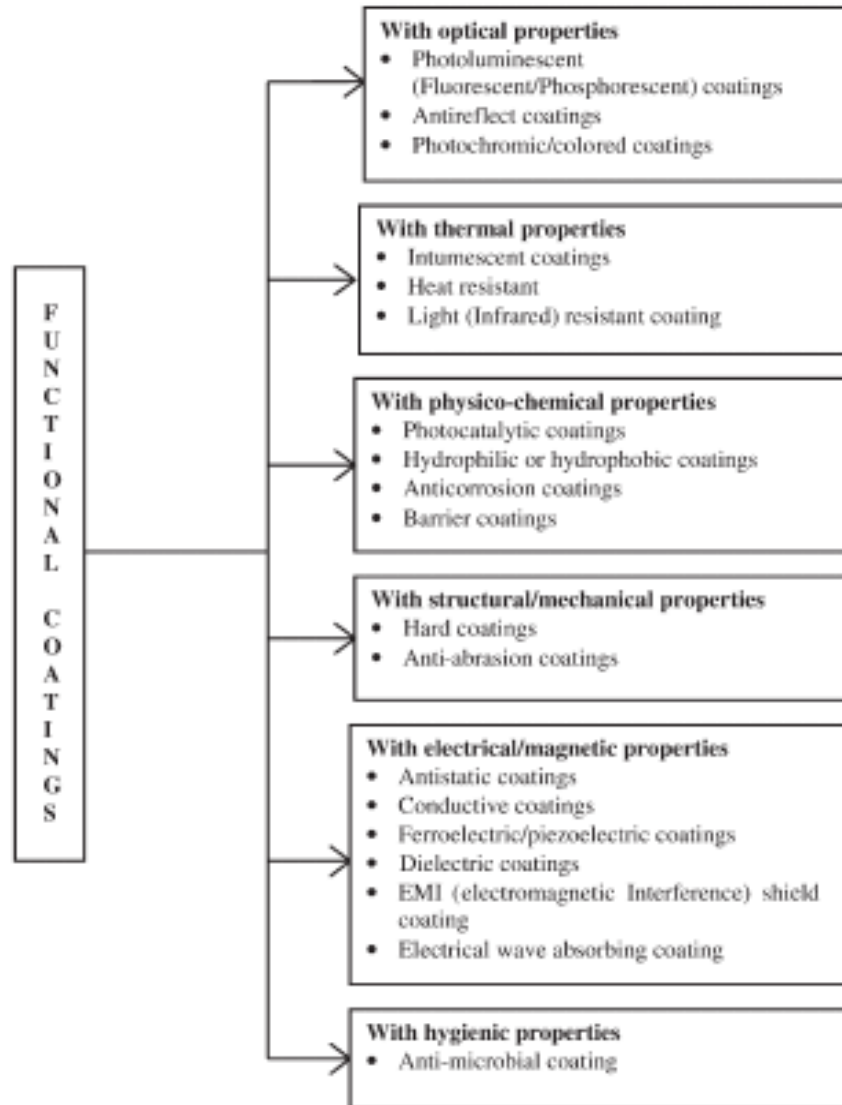 With optical properties
• Photoluminescent
(Fluorescent/Phosphorescent) coatings
• Antireflect coatings
• Photochromic/colored coatings
With thermal properties
• Intumescent coatings
• Heat resistant
• Light (Infrared) resistant coating
FUNCTIONAL COATINGS
With physico-chemical properties
• Photocatalytic coatings
• Hydrophilic or hydrophobic coatings
• Anticorrosion coatings
• Barrier coatings
With structural/mechanical properties
• Hard coatings
• Anti-abrasion coatings
With electrical/magnetic properties
• Antistatic coatings
• Conductive coatings
• Ferroelectric/piezoelectric coatings
• Dielectric coatings
• EMI (electromagnetic Interference) shield
coating
• Electrical wave absorbing coating
With hygienic properties
• Anti-microbial coating